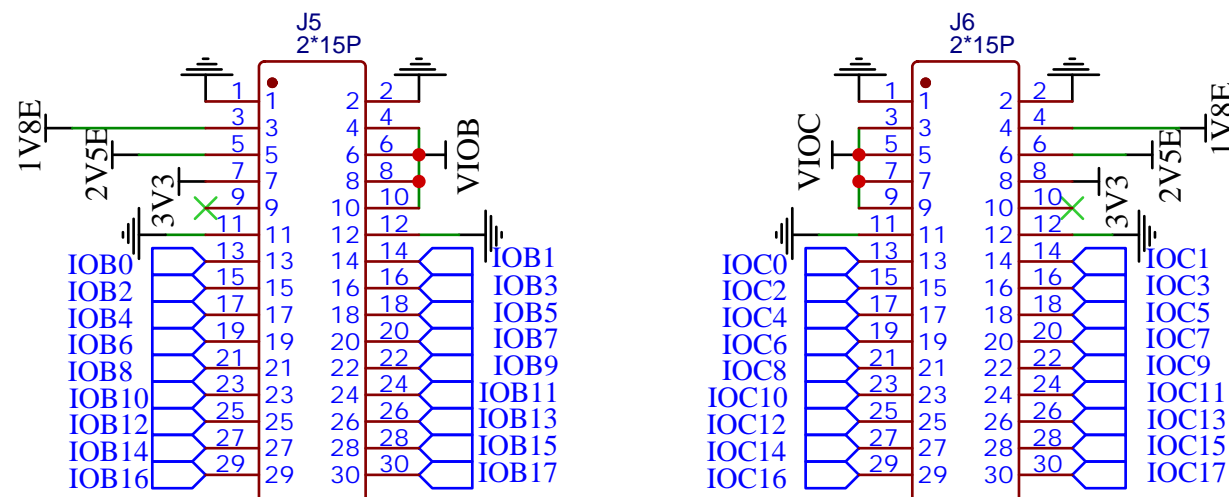 J5
2*15P
1 1 2 2
1V8E 3 3 4 4
2V5E 5 5 6 6 VIOB
3V3 7 7 8 8
9 9 10 10
11 11 12 12
IOB0 13 13 14 14 IOB1
IOB2 15 15 16 16 IOB3
IOB4 17 17 18 18 IOB5
IOB6 19 19 20 20 IOB7
IOB8 21 21 22 22 IOB9
IOB10 23 23 24 24 IOB11
IOB12 25 25 26 26 IOB13
IOB14 27 27 28 28 IOB15
IOB16 29 29 30 30 IOB17
J6
2*15P
1 1 2 2
3 3 4 4 1V8E
VIOC 5 5 6 6 2V5E
7 7 8 8 3V3
9 9 10 10
11 11 12 12
IOC0 13 13 14 14 IOC1
IOC2 15 15 16 16 IOC3
IOC4 17 17 18 18 IOC5
IOC6 19 19 20 20 IOC7
IOC8 21 21 22 22 IOC9
IOC10 23 23 24 24 IOC11
IOC12 25 25 26 26 IOC13
IOC14 27 27 28 28 IOC15
IOC16 29 29 30 30 IOC17